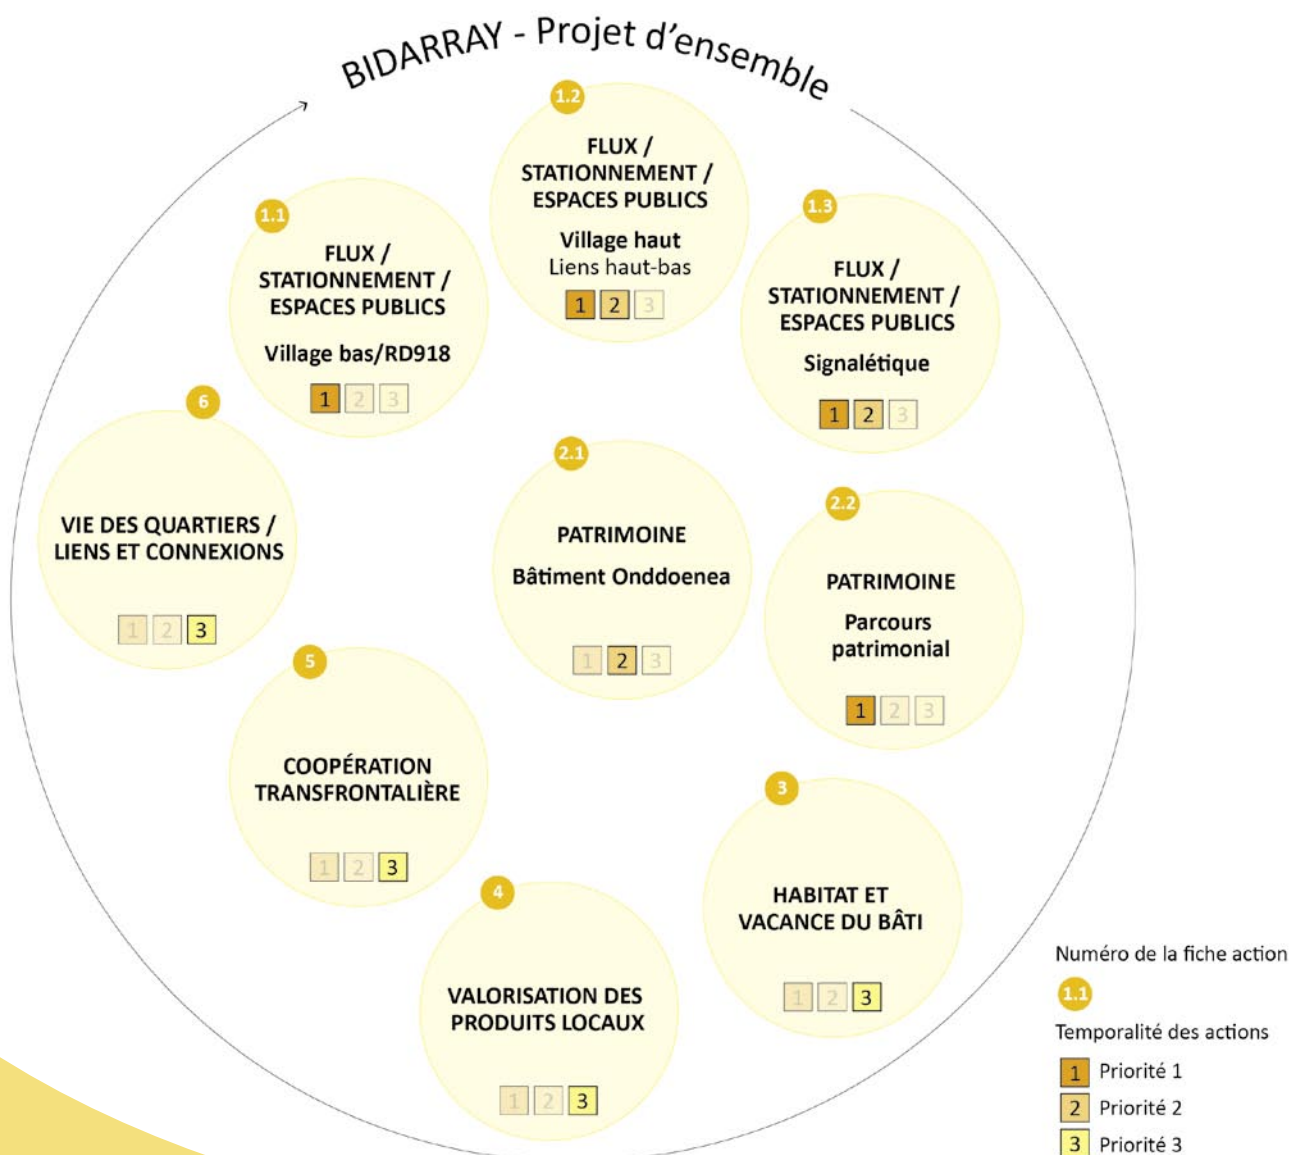 BIDARRAY - Projet d'ensemble
1.1
FLUX /
STATIONNEMENT /
ESPACES PUBLICS
Village bas/RD918
1 2 3
1.2
FLUX /
STATIONNEMENT /
ESPACES PUBLICS
Village haut
Liens haut-bas
1 2 3
1.3
FLUX /
STATIONNEMENT /
ESPACES PUBLICS
Signalétique
1 2 3
2.1
PATRIMOINE
Bâtiment Onddoenea
1 2 3
2.2
PATRIMOINE
Parcours
patrimonial
1 2 3
3
HABITAT ET
VACANCE DU BÂTI
1 2 3
4
VALORISATION DES
PRODUITS LOCAUX
1 2 3
5
COOPÉRATION
TRANSFRONTALIÈRE
1 2 3
6
VIE DES QUARTIERS /
LIENS ET CONNEXIONS
1 2 3
Numéro de la fiche action
1.1
Temporalité des actions
1 Priorité 1
2 Priorité 2
3 Priorité 3